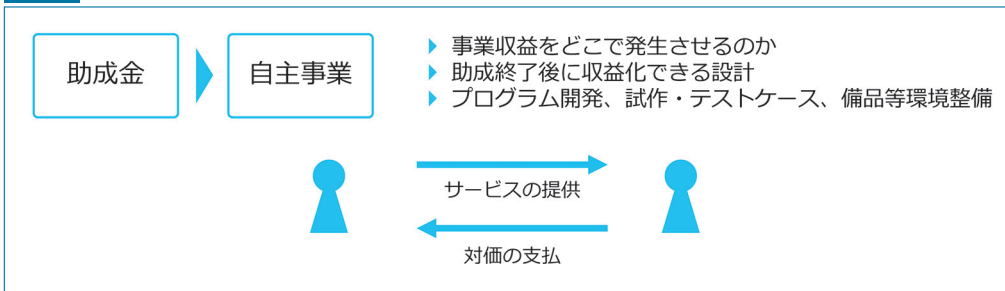 助成金
自主事業
事業収益をどこで発生させるのか
助成終了後に収益化できる設計
プログラム開発、試作・テストケース、備品等環境整備
サービスの提供
対価の支払